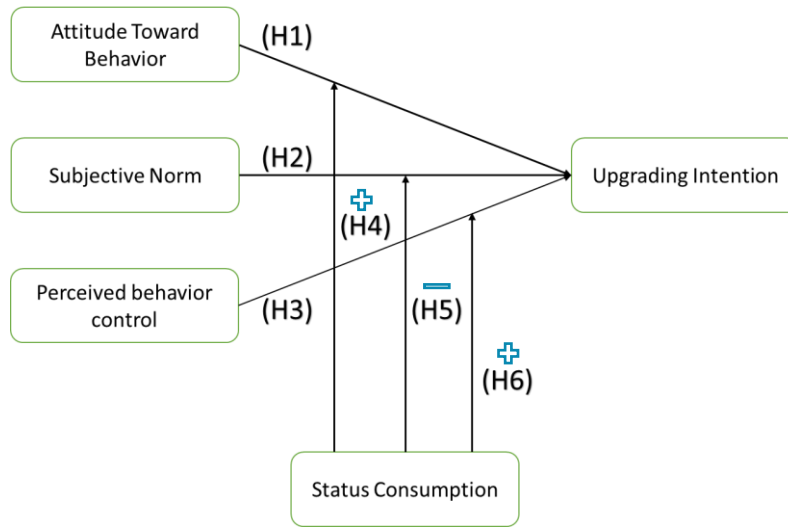 Attitude Toward
Behavior
(H1)
Subjective Norm
(H2)
Upgrading Intention
(H4)
Perceived behavior
control
(H3)
(H5)
(H6)
Status Consumption